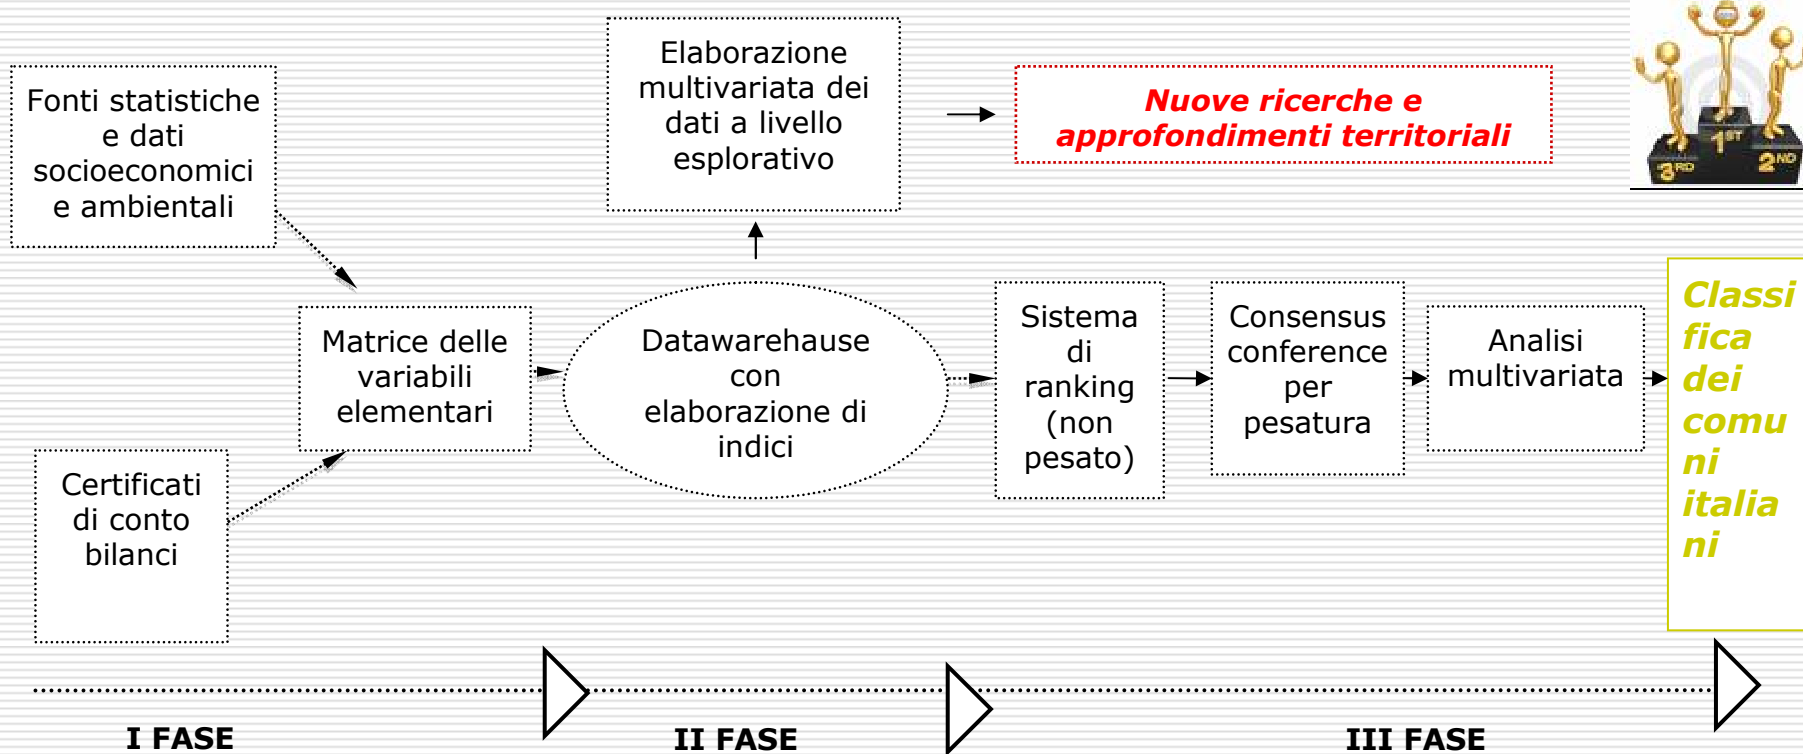 Fonti statistiche
e dati
socioeconomici
e ambientali
Certificati
di conto
bilanci
Matrice delle
variabili
elementari
Elaborazione
multivariata dei
dati a livello
esplorativo
Nuove ricerche e
approfondimenti territoriali
1ST
2ND
3RD
Datawarehause
con
elaborazione di
indici
Sistema
di
ranking
(non
pesato)
Consensus
conference
per
pesatura
Analisi
multivariata
Classi
fica
dei
comu
ni
italia
ni
I FASE
II FASE
III FASE